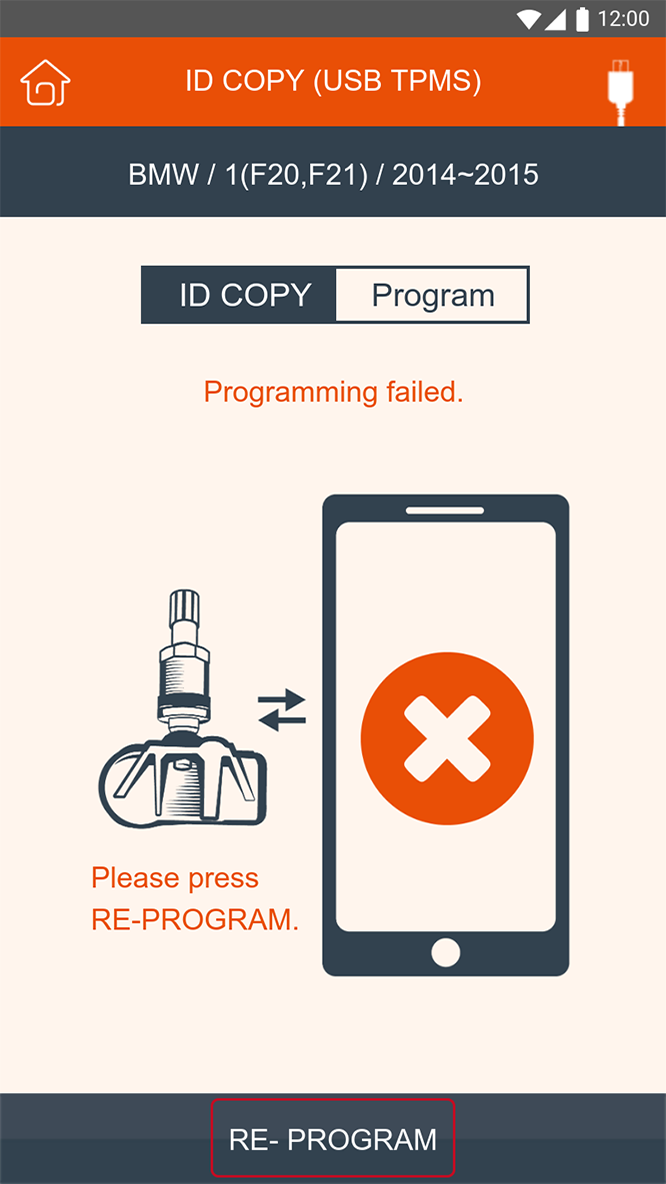 12:00
ID COPY (USB TPMS)
BMW / 1(F20,F21) / 2014~2015
ID COPY Program
Programming failed.
Please press
RE-PROGRAM.
RE- PROGRAM